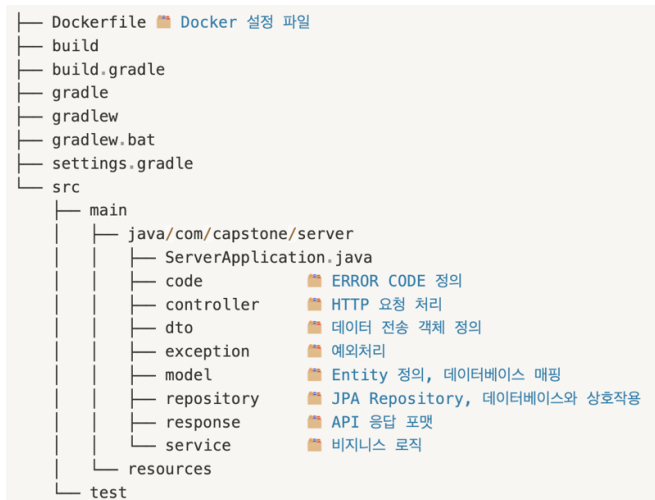 ├── Dockerfile 🗂 Docker 설정 파일
├── build
├── build.gradle
├── gradle
├── gradlew
├── gradlew.bat
├── settings.gradle
└── src
    ├── main
    │   ├── java/com/capstone/server
    │   │   ├── ServerApplication.java
    │   │   ├── code 🗂 ERROR CODE 정의
    │   │   ├── controller 🗂 HTTP 요청 처리
    │   │   ├── dto 🗂 데이터 전송 객체 정의
    │   │   ├── exception 🗂 예외처리
    │   │   ├── model 🗂 Entity 정의, 데이터베이스 매핑
    │   │   ├── repository 🗂 JPA Repository, 데이터베이스와 상호작용
    │   │   ├── response 🗂 API 응답 포맷
    │   │   └── service 🗂 비지니스 로직
    │   └── resources
    └── test